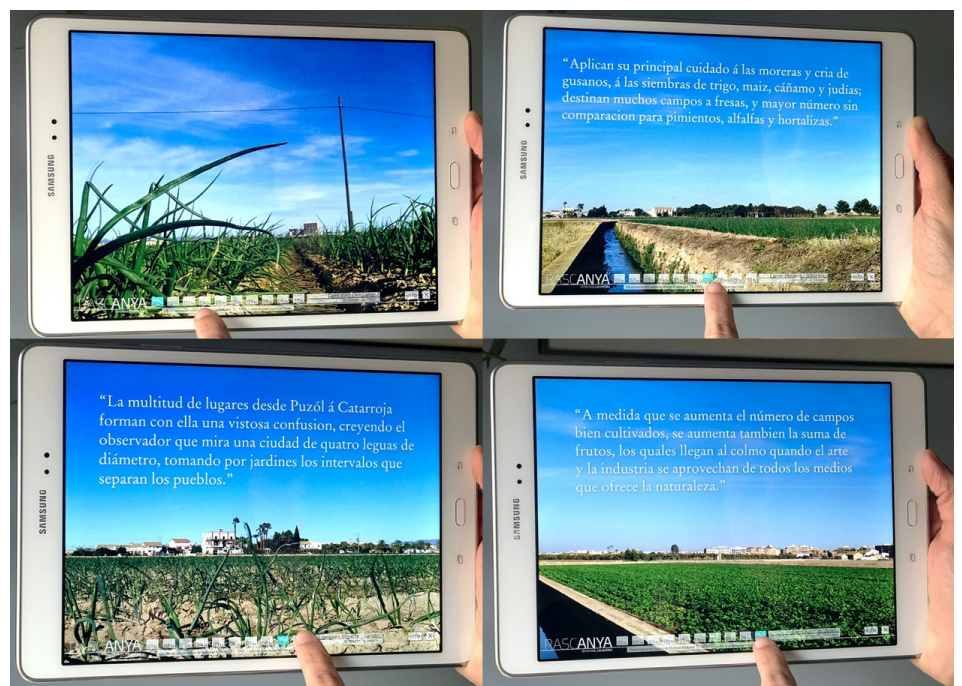 SAMSUNG
RASCANYA
SAMSUNG
“Aplican su principal cuidado á las moreras y cria de
gusanos, á las siembras de trigo, maiz, cáñamo y judías;
destinan muchos campos a fresas, y mayor número sin
comparacion para pimientos, alfalfas y hortalizas.”
RASCANYA
SAMSUNG
“La multitud de lugares desde Puzól á Catarroja
forman con ella una vistosa confusion, creyendo el
observador que mira una ciudad de quatro leguas de
diámetro, tomando por jardines los intervalos que
separan los pueblos.”
ANYA
SAMSUNG
“A medida que se aumenta el número de campos
bien cultivados, se aumenta tambien la suma de
frutos, los quales llegan al colmo quando el arte
y la industria se aprovechan de todos los medios
que ofrece la naturaleza.”
RASCANYA